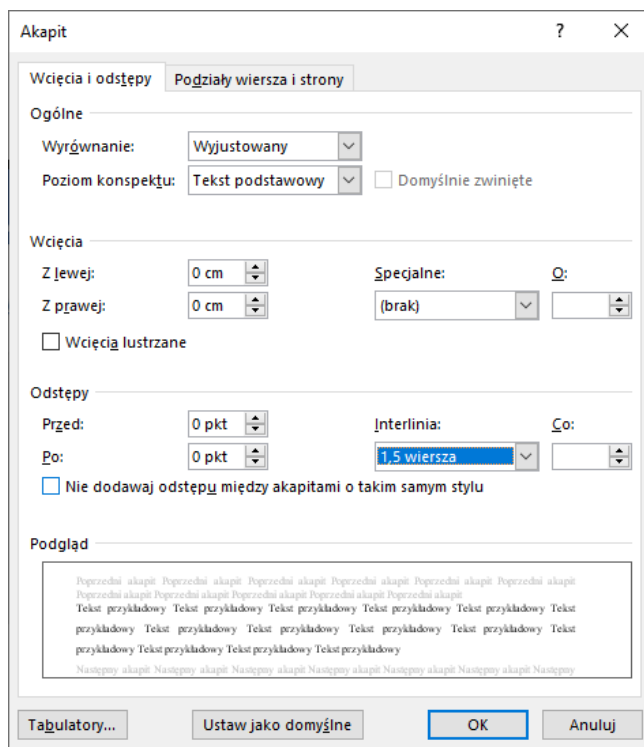 Akapit ?
Wcięcia i odstępy Podziały wiersza i strony
Ogólne
Wyrównanie: Wyjustowany
Poziom konspektu: Tekst podstawowy Domyślnie zwinięte
Wcięcia
Z lewej: 0 cm Specjalne: O:
Z prawej: 0 cm (brak)
Wcięcia lustrzane
Odstępy
Przed: 0 pkt Interlinia: Co:
Po: 0 pkt 1,5 wiersza
Nie dodawaj odstępu między akapitami o takim samym stylu
Podgląd
Poprzedni akapit Poprzedni akapit Poprzedni akapit Poprzedni akapit Poprzedni akapit Poprzedni akapit
Poprzedni akapit Poprzedni akapit Poprzedni akapit Poprzedni akapit Poprzedni akapit
Tekst przykładowy Tekst przykładowy Tekst przykładowy Tekst przykładowy Tekst przykładowy Tekst
przykładowy Tekst przykładowy Tekst przykładowy Tekst przykładowy Tekst przykładowy Tekst
przykładowy Tekst przykładowy Tekst przykładowy Tekst przykładowy
Następny akapit Następny akapit Następny akapit Następny akapit Następny akapit Następny akapit Następny
Tabulatory... Ustaw jako domyślne OK Anuluj